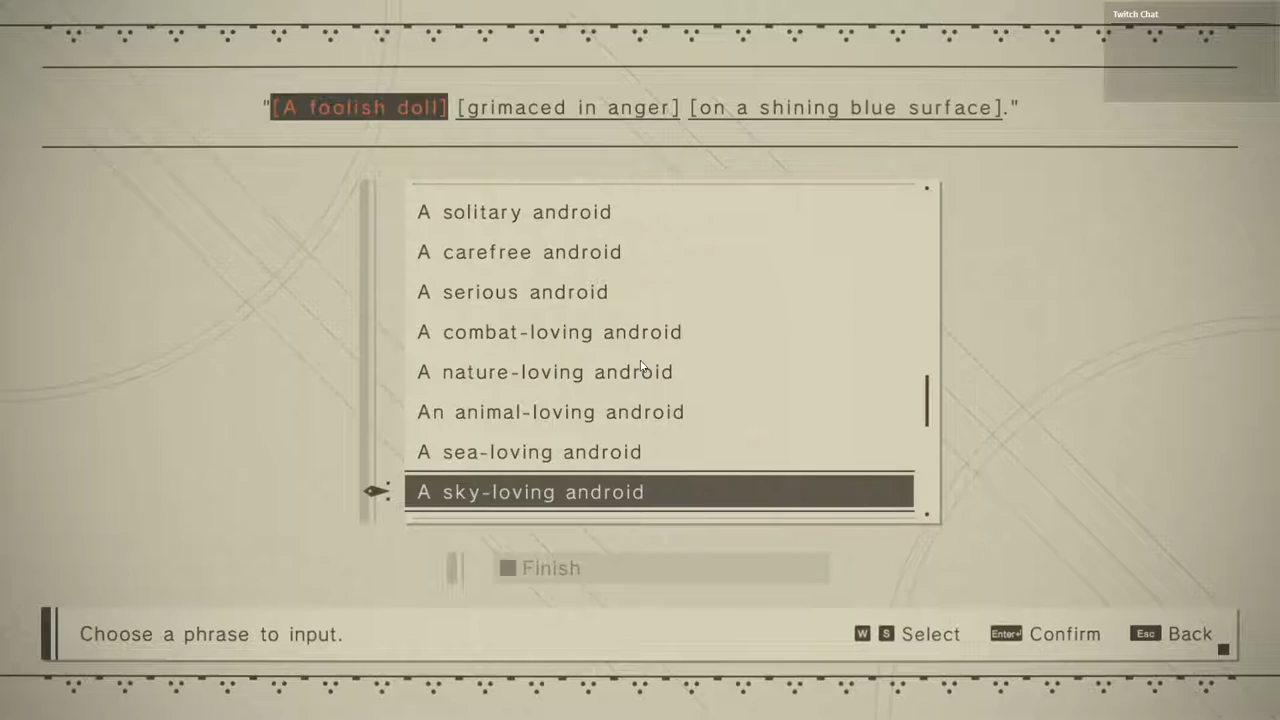 Twitch Chat
"[A foolish doll] [grimaced in anger] [on a shining blue surface]."
A solitary android
A carefree android
A serious android
A combat-loving android
A nature-loving android
An animal-loving android
A sea-loving android
A sky-loving android
Finish
Choose a phrase to input.
W S Select Enter↵ Confirm Esc Back